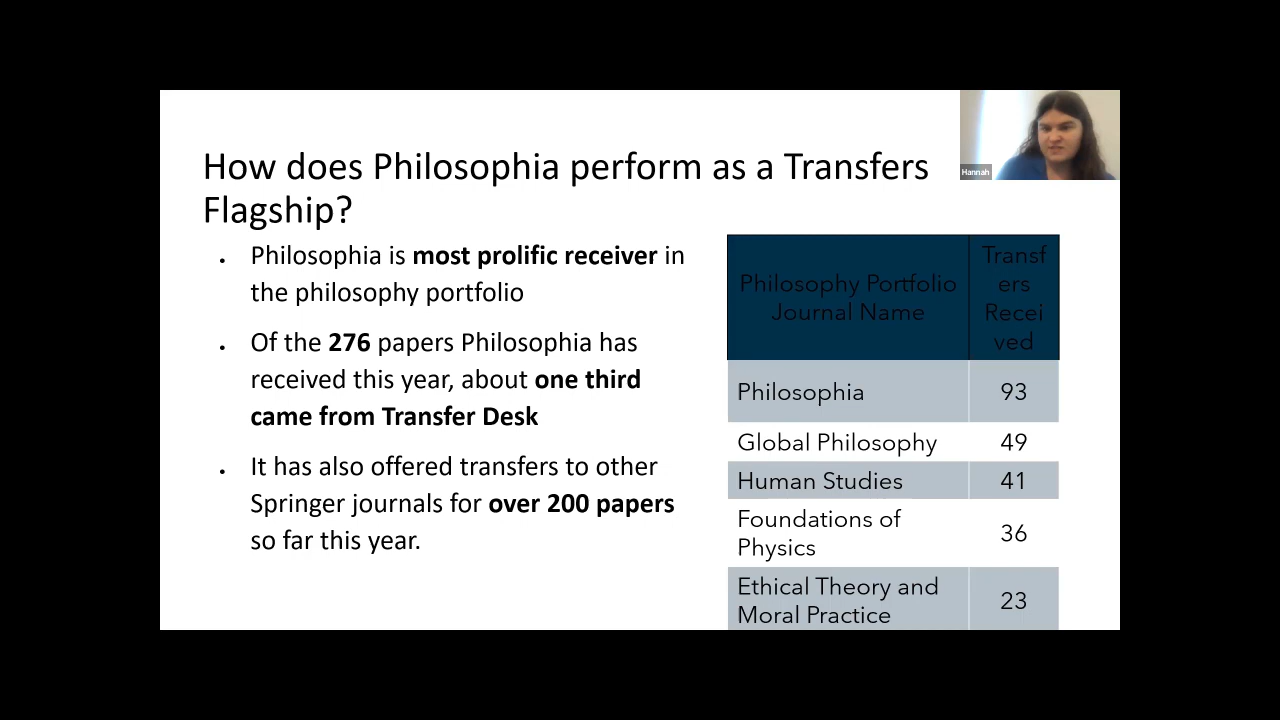 How does Philosophia perform as a Transfers
Flagship?
Hannah
• Philosophia is most prolific receiver in
the philosophy portfolio
• Of the 276 papers Philosophia has
received this year, about one third
came from Transfer Desk
• It has also offered transfers to other
Springer journals for over 200 papers
so far this year.
Philosophy Portfolio
Journal Name
Transf
ers
Recei
ved
Philosophia 93
Global Philosophy 49
Human Studies 41
Foundations of
Physics 36
Ethical Theory and
Moral Practice 23